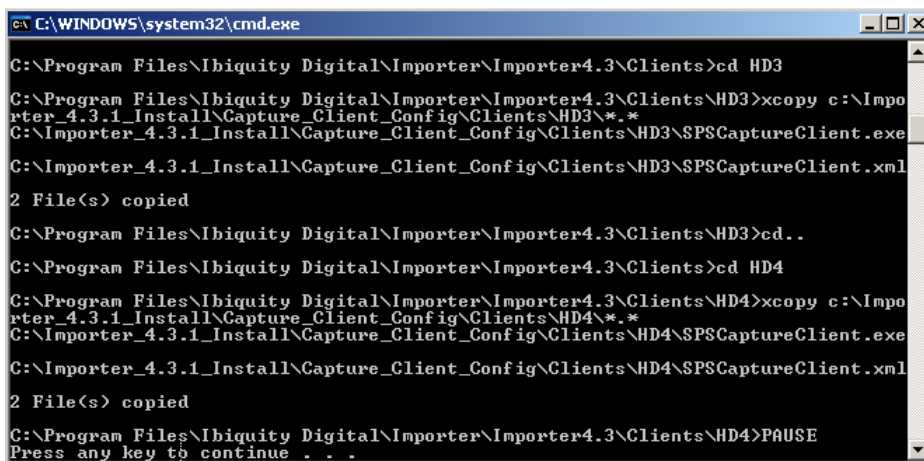 C:\WINDOWS\system32\cmd.exe
C:\Program Files\Ibiquity Digital\Importer\Importer4.3\Clients>cd HD3
C:\Program Files\Ibiquity Digital\Importer\Importer4.3\Clients\HD3>xcopy c:\Impo
rter_4.3.1_Install\Capture_Client_Config\Clients\HD3\*.*
C:\Importer_4.3.1_Install\Capture_Client_Config\Clients\HD3\SPSCaptureClient.exe
C:\Importer_4.3.1_Install\Capture_Client_Config\Clients\HD3\SPSCaptureClient.xml
2 File(s) copied
C:\Program Files\Ibiquity Digital\Importer\Importer4.3\Clients\HD3>cd..
C:\Program Files\Ibiquity Digital\Importer\Importer4.3\Clients>cd HD4
C:\Program Files\Ibiquity Digital\Importer\Importer4.3\Clients\HD4>xcopy c:\Impo
rter_4.3.1_Install\Capture_Client_Config\Clients\HD4\*.*
C:\Importer_4.3.1_Install\Capture_Client_Config\Clients\HD4\SPSCaptureClient.exe
C:\Importer_4.3.1_Install\Capture_Client_Config\Clients\HD4\SPSCaptureClient.xml
2 File(s) copied
C:\Program Files\Ibiquity Digital\Importer\Importer4.3\Clients\HD4>PAUSE
Press any key to continue . . .